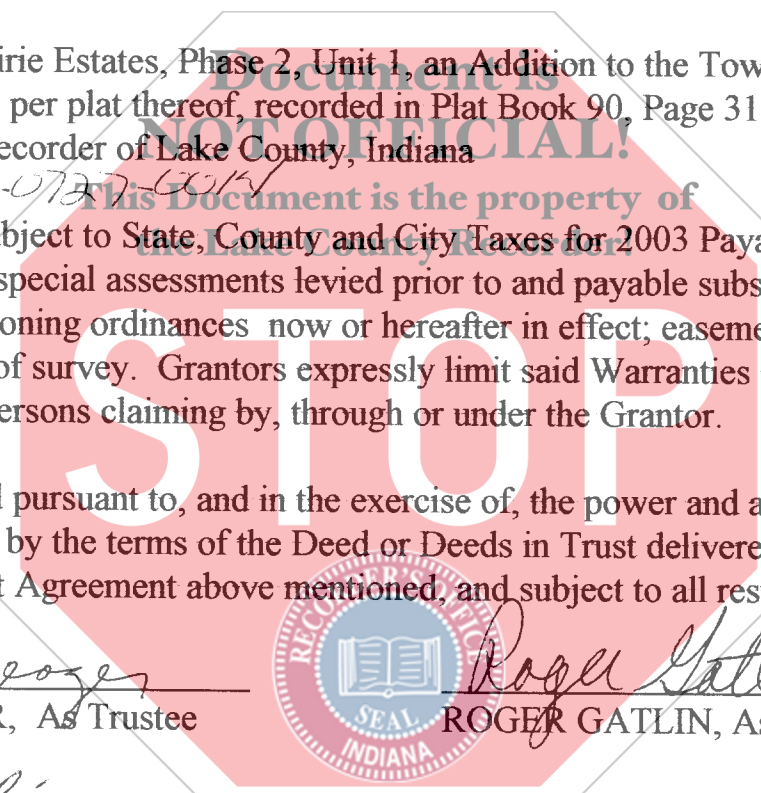 Document is
irie Estates, Phase 2, Unit 1, an Addition to the Tow
per plat thereof, recorded in Plat Book 90, Page 31
NOT OFFICIAL!
ecorder of Lake County, Indiana
-0727-0014
This Document is the property of
bject to State, County and City Taxes for 2003 Paya
the Lake County Recorder!
special assessments levied prior to and payable subs
oning ordinances now or hereafter in effect; easeme
of survey. Grantors expressly limit said Warranties
ersons claiming by, through or under the Grantor.
STOP
l pursuant to, and in the exercise of, the power and a
by the terms of the Deed or Deeds in Trust delivere
t Agreement above mentioned, and subject to all res
RECORDER'S OFFICE
SEAL
INDIANA
Roger Gatl
R, As Trustee
ROGER GATLIN, As